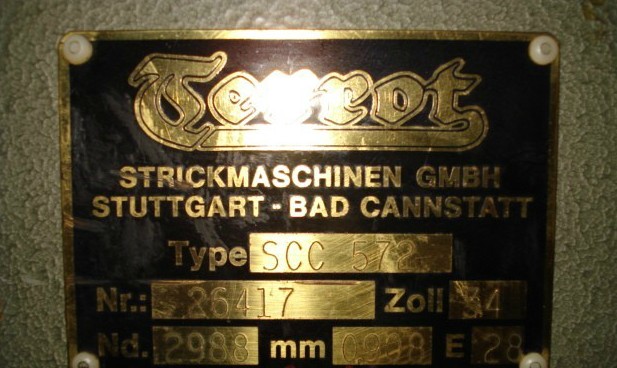 Terrot
STRICKMASCHINEN GMBH
STUTTGART - BAD CANNSTATT
Type SCC 572
Nr.: 26417 Zoll 34
Nd. 2988 mm 0998 E 28